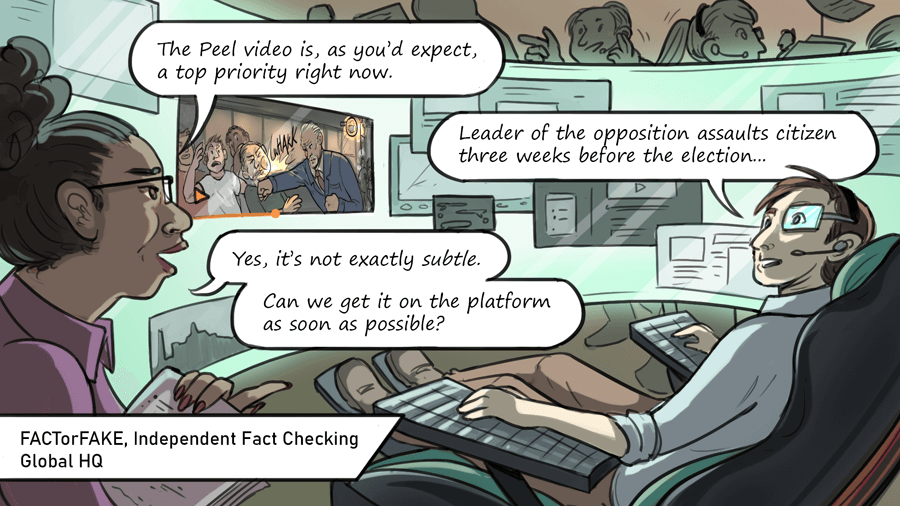 The Peel video is, as you'd expect,
a top priority right now.
HAAA
Leader of the opposition assaults citizen
three weeks before the election...
Yes, it's not exactly subtle.
Can we get it on the platform
as soon as possible?
FACTorFAKE, Independent Fact Checking
Global HQ